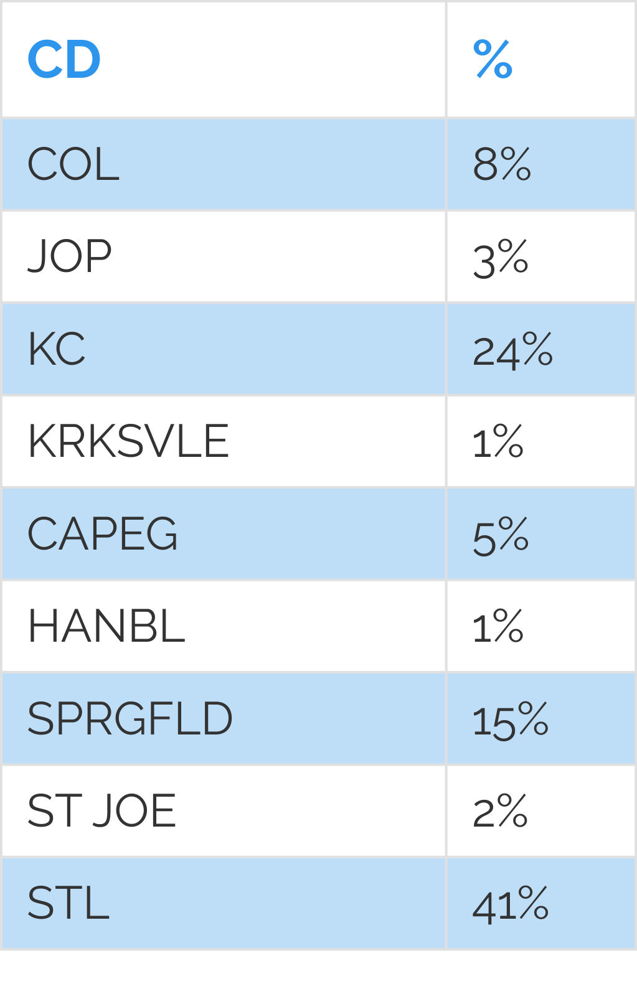 CD %
COL 8%
JOP 3%
KC 24%
KRKSVLE 1%
CAPEG 5%
HANBL 1%
SPRGFLD 15%
ST JOE 2%
STL 41%